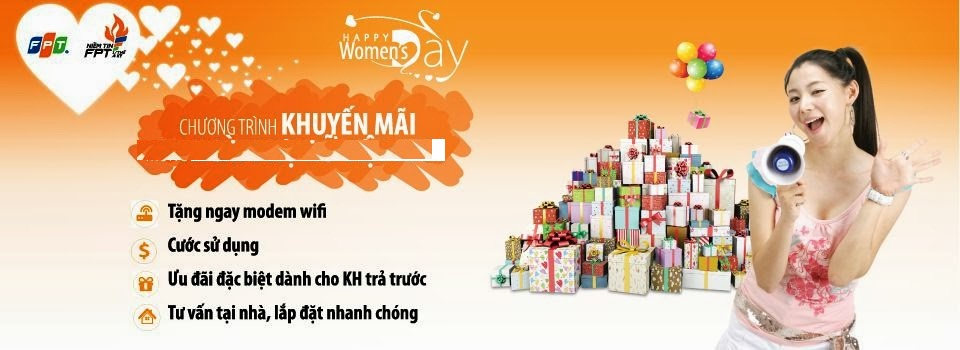 FPT
NIỀM TIN
FPT
HAPPY
Women's Day
CHƯƠNG TRÌNH KHUYẾN MÃI
Tặng ngay modem wifi
Cước sử dụng
Ưu đãi đặc biệt dành cho KH trả trước
Tư vấn tại nhà, lắp đặt nhanh chóng